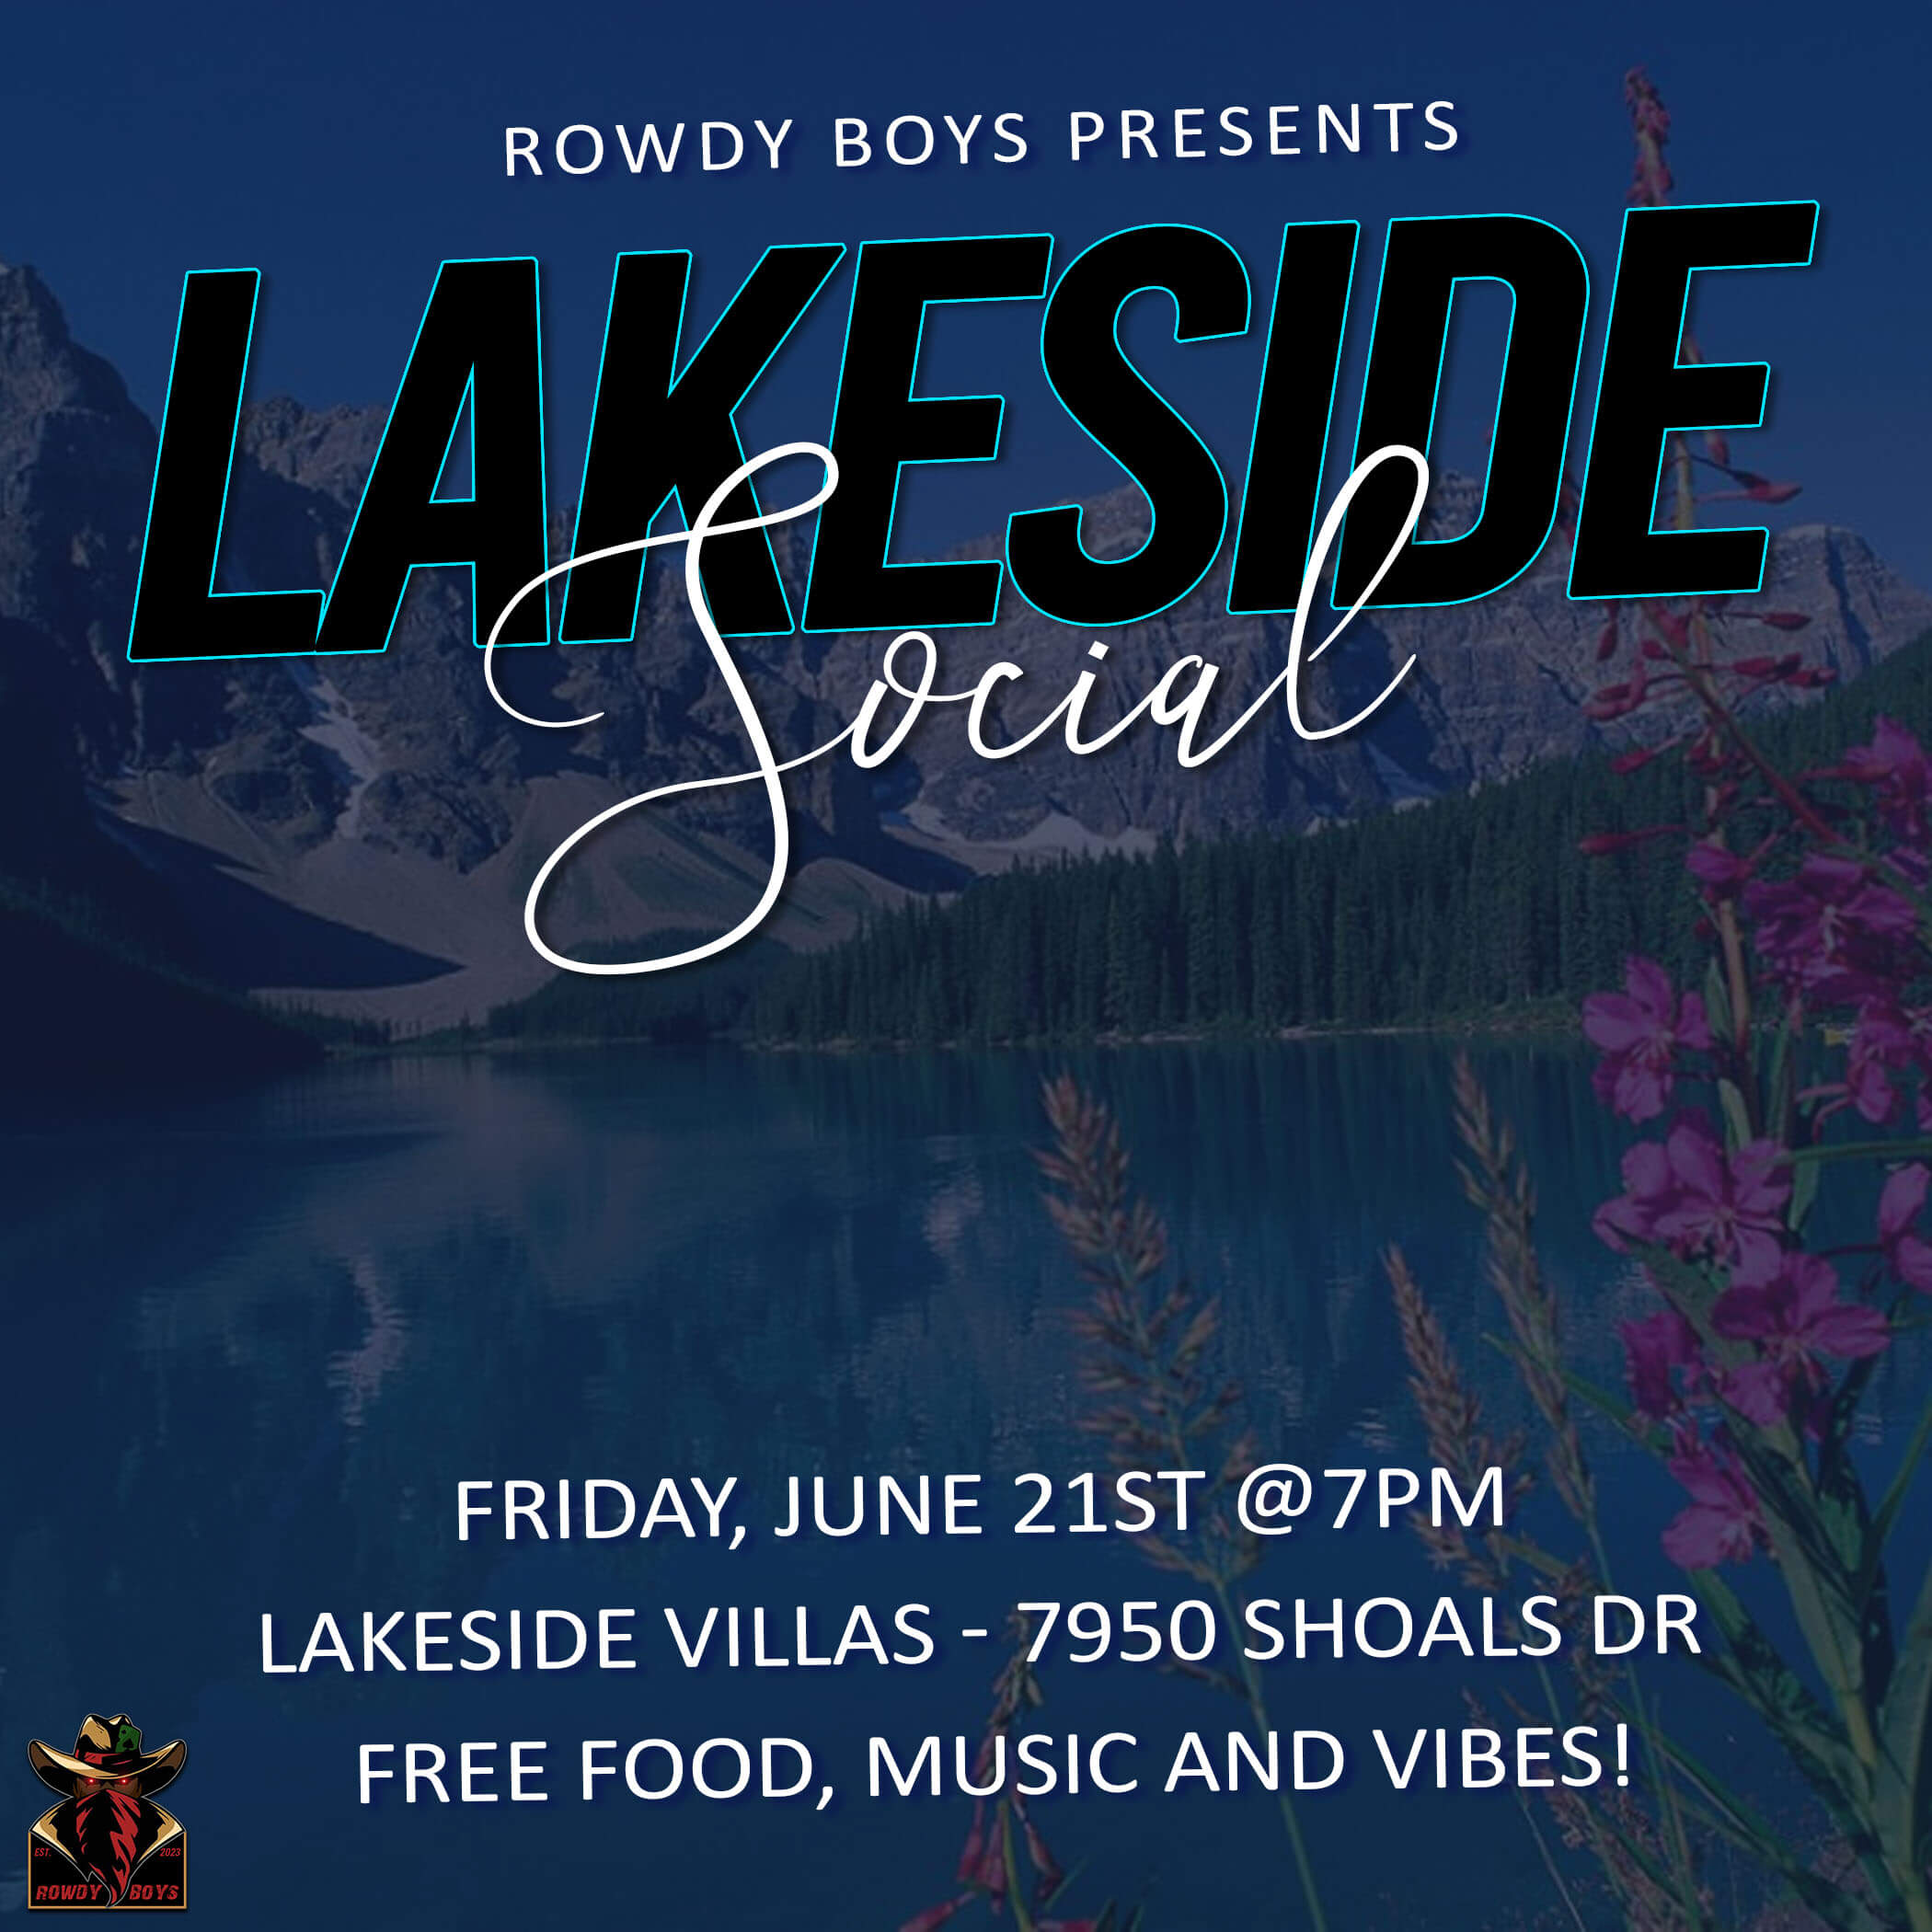 ROWDY BOYS PRESENTS
LAKESIDE
Social
FRIDAY, JUNE 21ST @7PM
LAKESIDE VILLAS - 7950 SHOALS DR
FREE FOOD, MUSIC AND VIBES!
EST. 2023
ROWDY BOYS